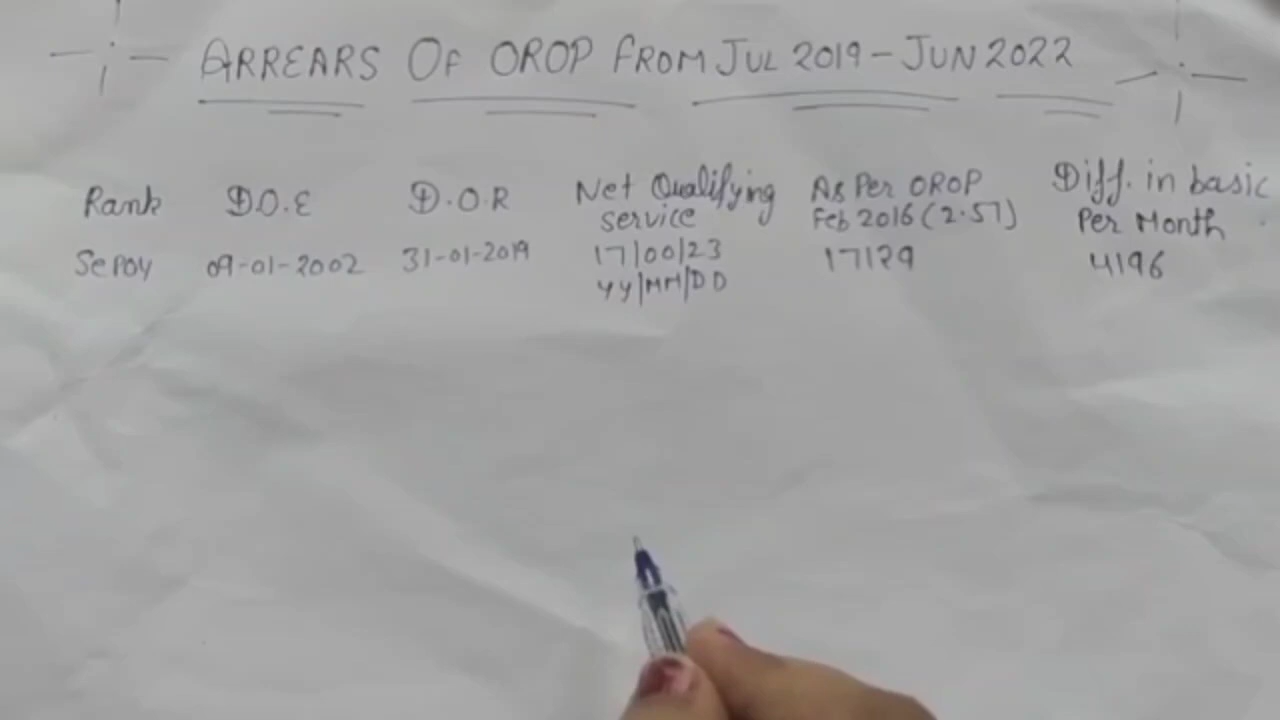 ARREARS OF OROP FROM JUL 2019 - JUN 2022
Rank D.O.E D.O.R Net Qualifying service As Per OROP Feb 2016 (2.57) Diff. in basic Per Month
Sepoy 09-01-2002 31-01-2019 17|00|23 17129 4196
YY|MM|DD